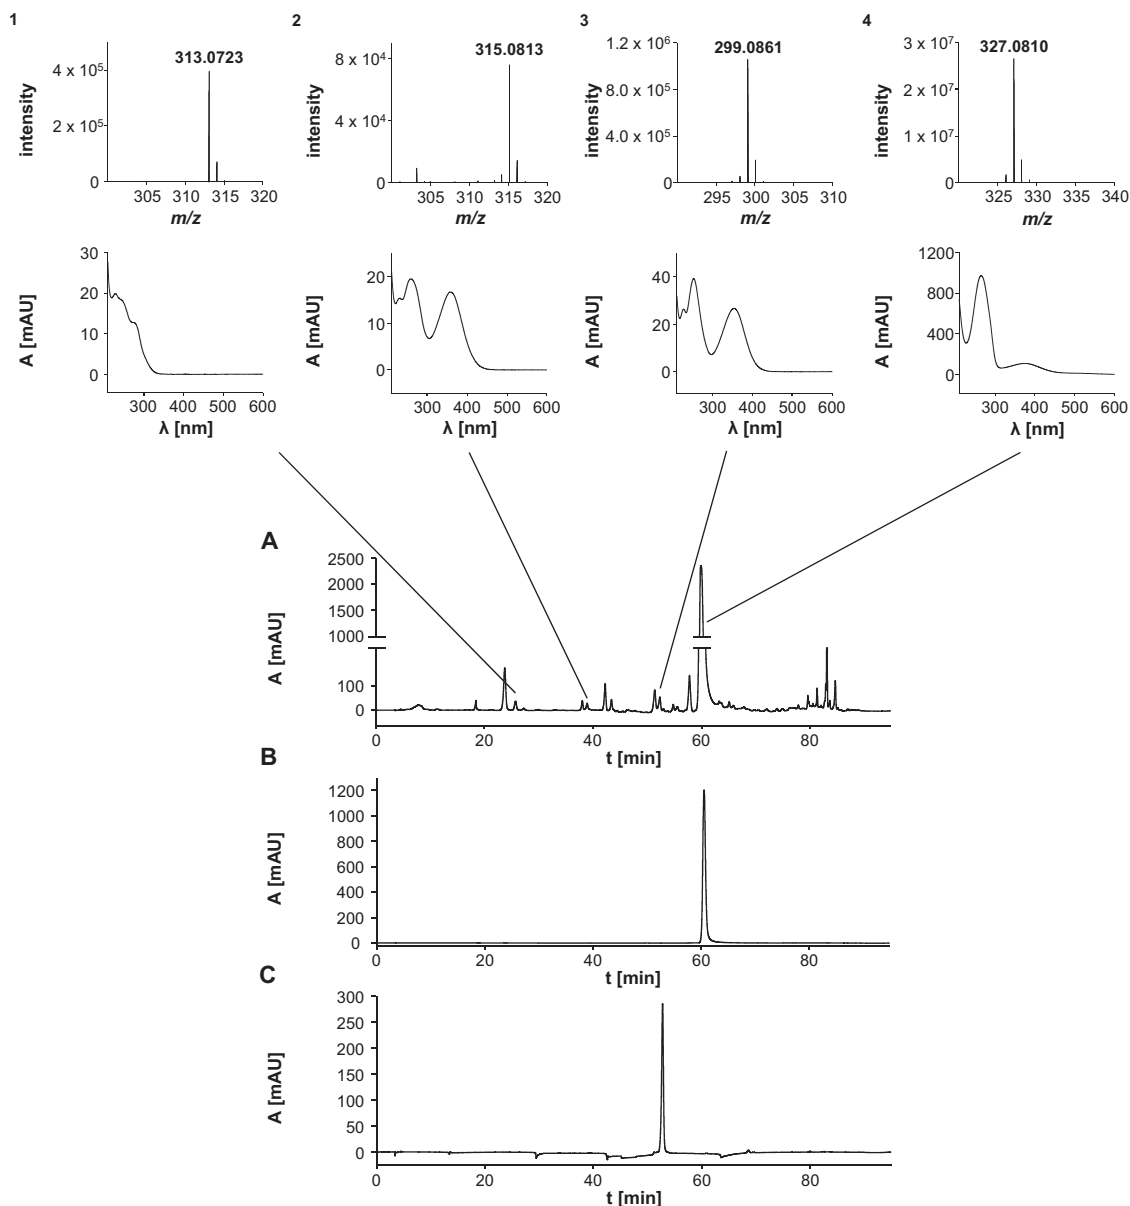 1
313.0723
4 x 10⁵
2 x 10⁵
0
intensity
305 310 315 320
m/z
2
315.0813
8 x 10⁴
4 x 10⁴
0
intensity
305 310 315 320
m/z
3
299.0861
1.2 x 10⁶
8.0 x 10⁵
4.0 x 10⁵
0
intensity
295 300 305 310
m/z
4
327.0810
3 x 10⁷
2 x 10⁷
1 x 10⁷
0
intensity
325 330 335 340
m/z
30
20
10
0
A [mAU]
300 400 500 600
λ [nm]
20
10
0
A [mAU]
300 400 500 600
λ [nm]
40
20
0
A [mAU]
300 400 500 600
λ [nm]
1200
800
400
0
A [mAU]
300 400 500 600
λ [nm]
A
2500
2000
1500
1000
100
0
A [mAU]
0 20 40 60 80
t [min]
B
1200
1000
800
600
400
200
0
A [mAU]
0 20 40 60 80
t [min]
C
300
250
200
150
100
50
0
A [mAU]
0 20 40 60 80
t [min]